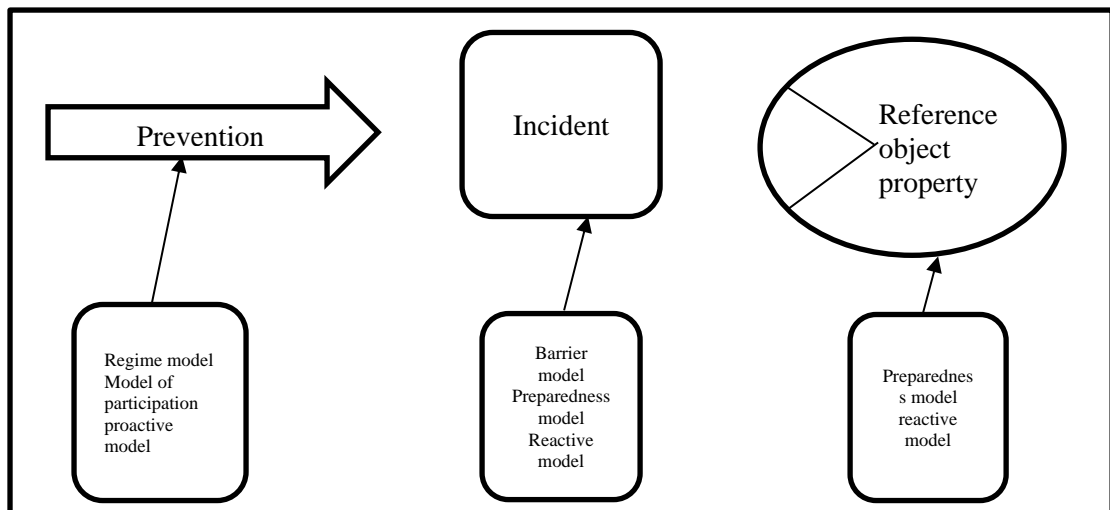 Prevention
Incident
Reference
object
property
Regime model
Model of
participation
proactive
model
Barrier
model
Preparedness
model
Reactive
model
Preparednes
s model
reactive
model